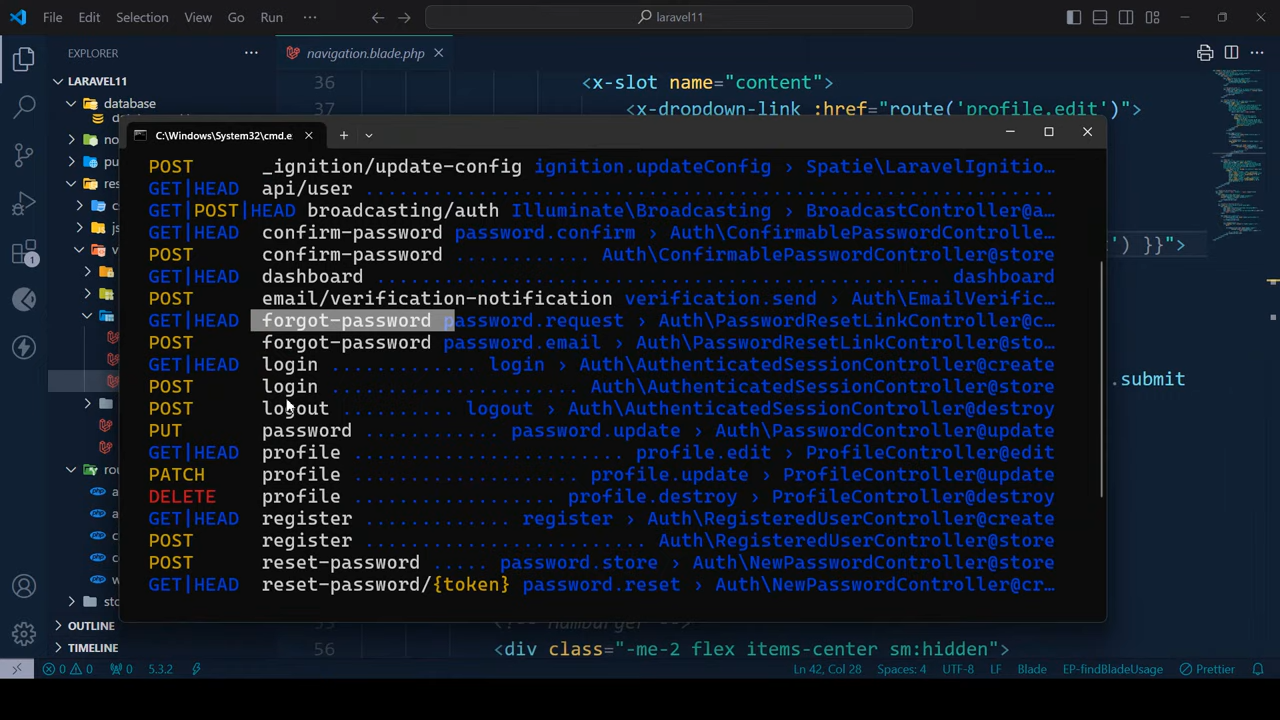 File Edit Selection View Go Run ··· laravel11
EXPLORER ··· navigation.blade.php
LARAVEL11
database
36 <x-slot name="content">
37 <x-dropdown-link :href="route('profile.edit')">
C:\Windows\System32\cmd.e
POST _ignition/update-config ignition.updateConfig › Spatie\LaravelIgnitio…
GET|HEAD api/user .............................................................
GET|POST|HEAD broadcasting/auth Illuminate\Broadcasting › BroadcastController@a…
GET|HEAD confirm-password password.confirm › Auth\ConfirmablePasswordControlle…
POST confirm-password ............ Auth\ConfirmablePasswordController@store
GET|HEAD dashboard .................................................. dashboard
POST email/verification-notification verification.send › Auth\EmailVerific…
GET|HEAD forgot-password password.request › Auth\PasswordResetLinkController@c…
POST forgot-password password.email › Auth\PasswordResetLinkController@sto…
GET|HEAD login ............. login › Auth\AuthenticatedSessionController@create
POST login ...................... Auth\AuthenticatedSessionController@store
POST logout .......... logout › Auth\AuthenticatedSessionController@destroy
PUT password ............ password.update › Auth\PasswordController@update
GET|HEAD profile ........................ profile.edit › ProfileController@edit
PATCH profile .................... profile.update › ProfileController@update
DELETE profile .................. profile.destroy › ProfileController@destroy
GET|HEAD register ............. register › Auth\RegisteredUserController@create
POST register .......................... Auth\RegisteredUserController@store
POST reset-password ..... password.store › Auth\NewPasswordController@store
GET|HEAD reset-password/{token} password.reset › Auth\NewPasswordController@cr…
') }}">
.submit
OUTLINE
TIMELINE
56 <div class="-me-2 flex items-center sm:hidden">
0 0 0 5.3.2 Ln 42, Col 28 Spaces: 4 UTF-8 LF Blade EP-findBladeUsage Prettier